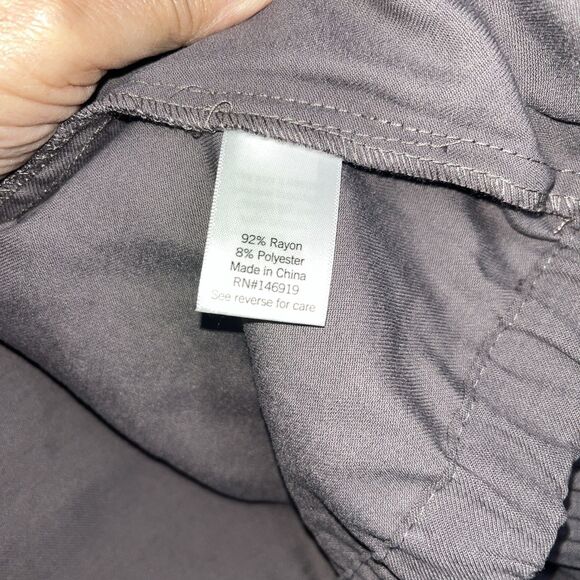 92% Rayon
8% Polyester
Made in China
RN#146919
See reverse for care